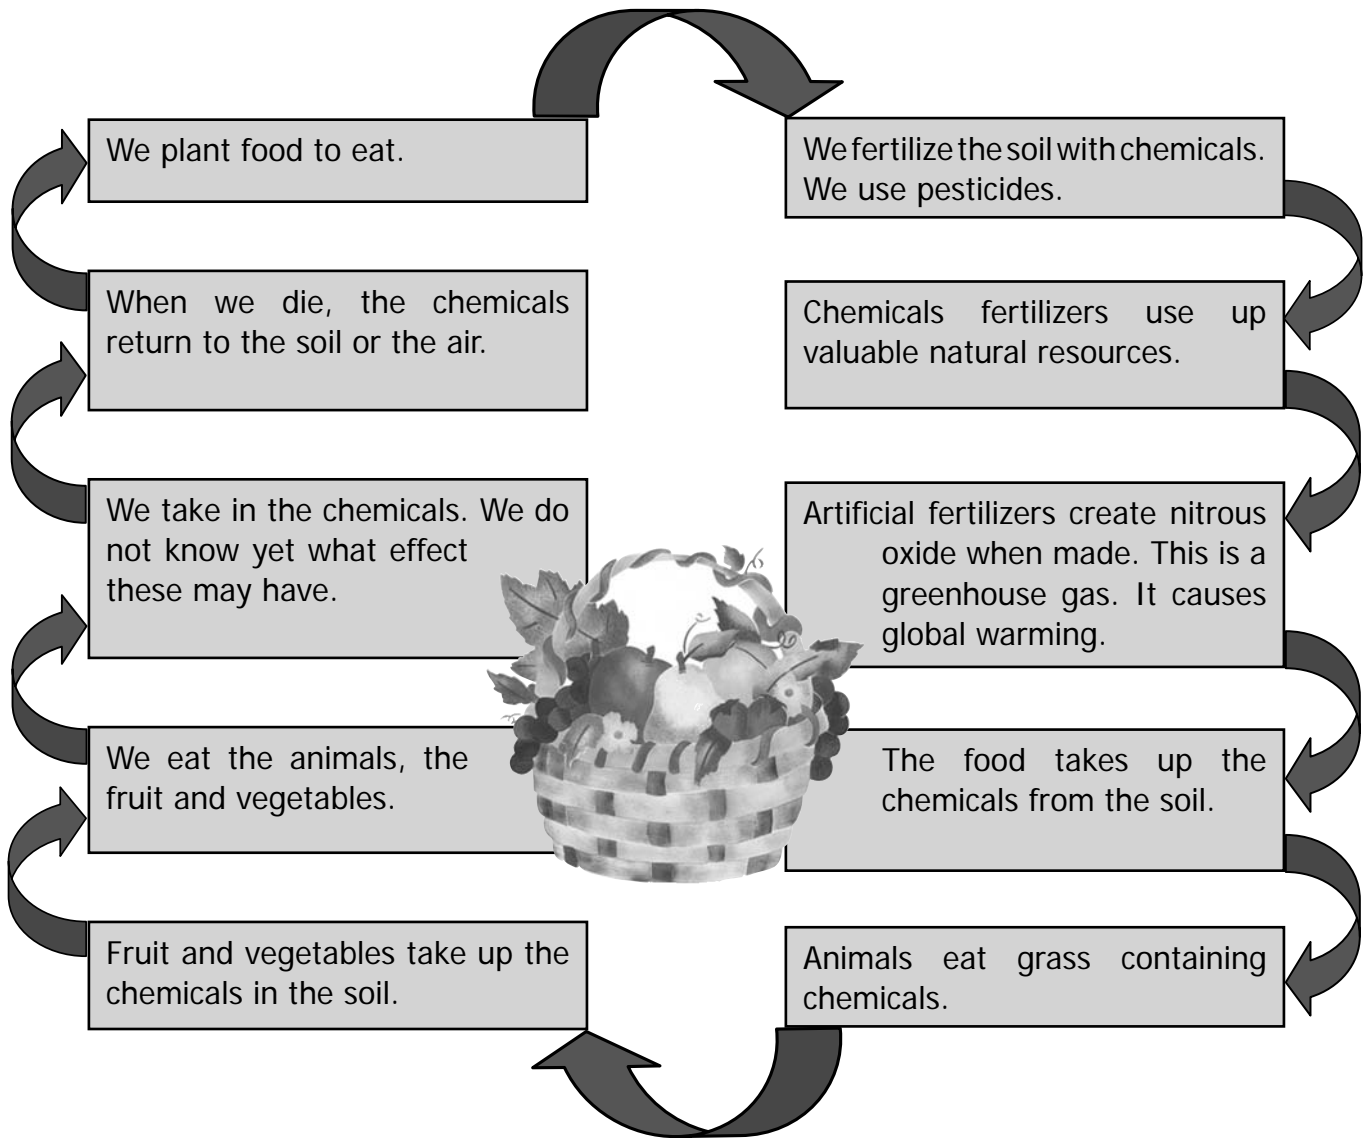 We plant food to eat.
We fertilize the soil with chemicals.
We use pesticides.
Chemicals fertilizers use up
valuable natural resources.
Artificial fertilizers create nitrous
oxide when made. This is a
greenhouse gas. It causes
global warming.
The food takes up the
chemicals from the soil.
Animals eat grass containing
chemicals.
Fruit and vegetables take up the
chemicals in the soil.
We eat the animals, the
fruit and vegetables.
We take in the chemicals. We do
not know yet what effect
these may have.
When we die, the chemicals
return to the soil or the air.